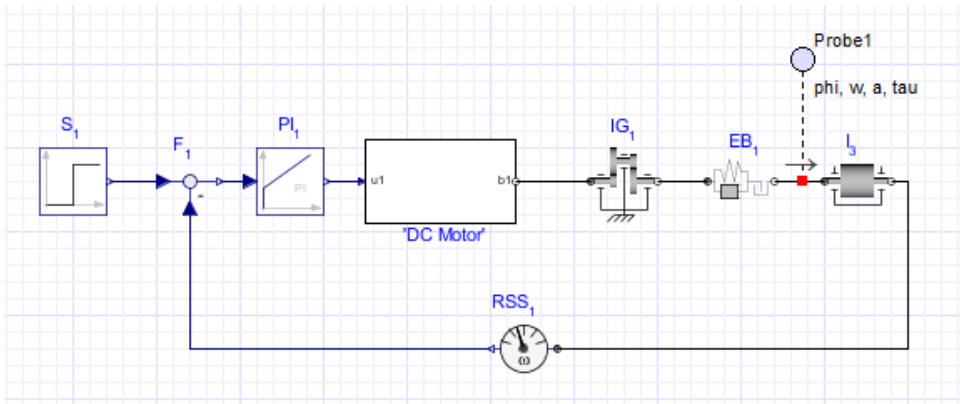 Probe1
phi, w, a, tau
S1
F1
PI1
IG1
EB1
I3
-
PI
u1
b1
'DC Motor'
RSS1
ω